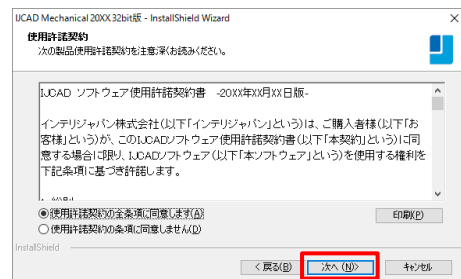 IJCAD Mechanical 20XX 32bit版 - InstallShield Wizard
使用許諾契約
次の製品使用許諾契約を注意深くお読みください。
IJCAD ソフトウェア使用許諾契約書 -20XX年XX月XX日版-
インテリジャパン株式会社(以下「インテリジャパン」という)は、ご購入者様(以下「お
客様」という)が、このIJCADソフトウェア使用許諾契約書(以下「本契約」という)に同
意する場合に限り、IJCADソフトウェア(以下「本ソフトウェア」という)を使用する権利を
下記条項に基づき許諾します。
使用許諾契約の全条項に同意します(A)
印刷(P)
使用許諾契約の条項に同意しません(D)
InstallShield
< 戻る(B)
次へ (N)>
キャンセル